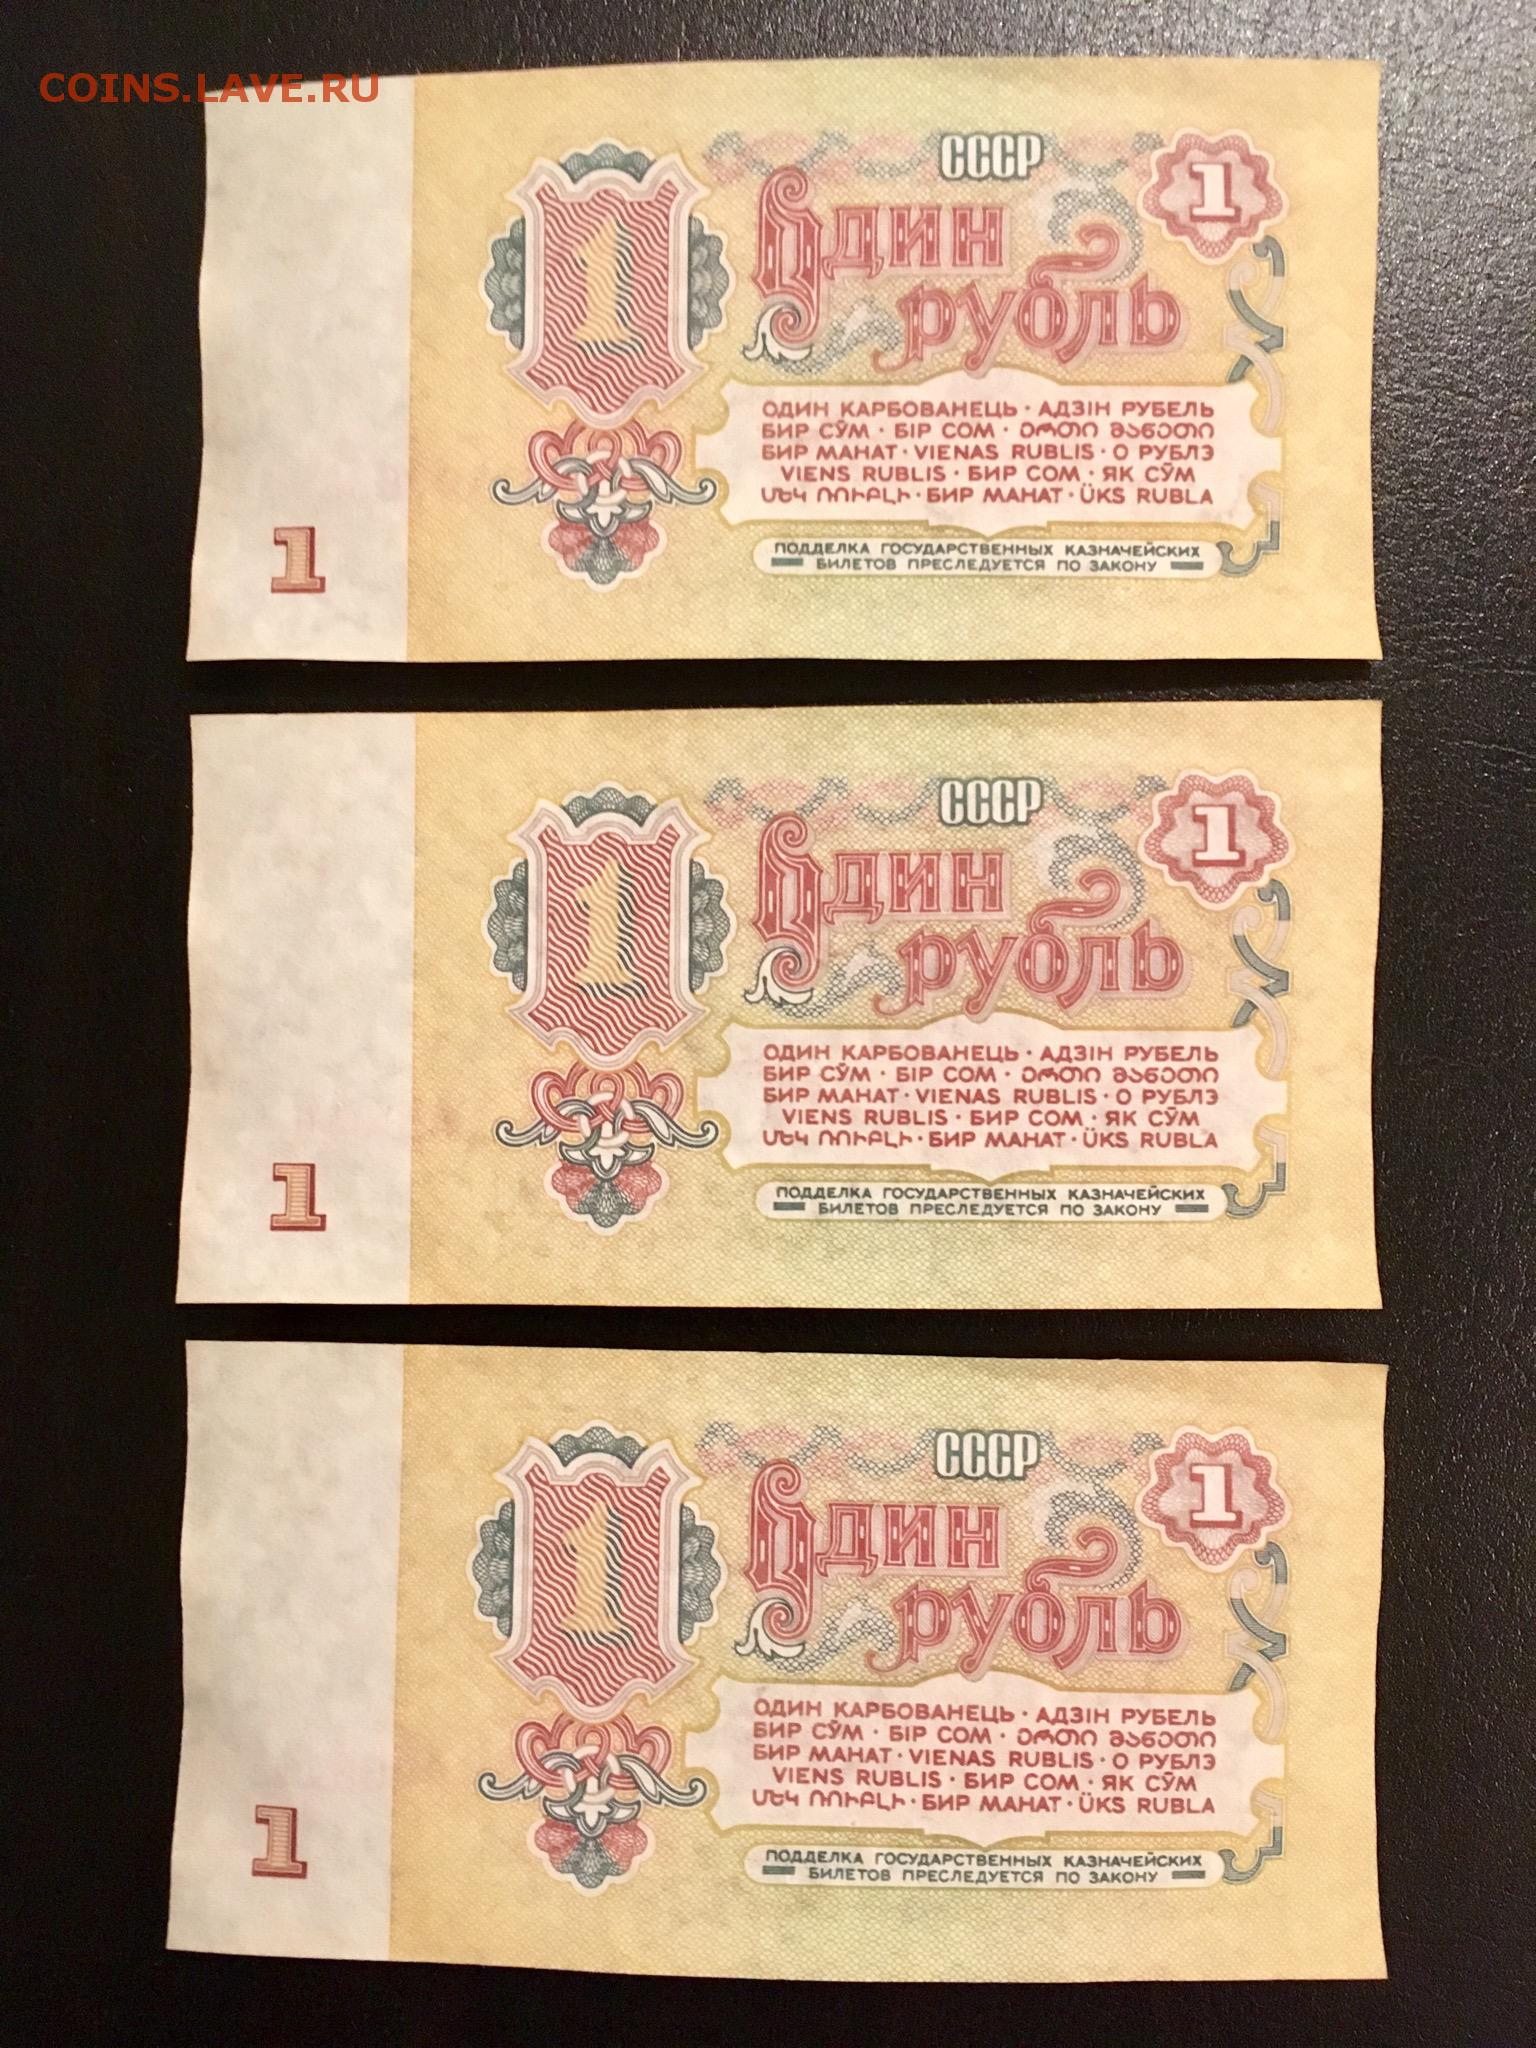 COINS.LAVE.RU
СССР
1
1
Один
рубль
ОДИН КАРБОВАНЕЦЬ · АДЗІН РУБЕЛЬ
БИР СЎМ · БІР СОМ · ᲔᲠᲗᲘ ᲛᲐᲜᲔᲗᲘ
БИР МАНАТ · VIENAS RUBLIS · О РУБЛЭ
VIENS RUBLIS · БИР СОМ · ЯК СӮМ
ՄԵԿ ՌՈՒԲԼԻ · БИР МАНАТ · ÜKS RUBLA
ПОДДЕЛКА ГОСУДАРСТВЕННЫХ КАЗНАЧЕЙСКИХ
БИЛЕТОВ ПРЕСЛЕДУЕТСЯ ПО ЗАКОНУ
1
СССР
1
1
Один
рубль
ОДИН КАРБОВАНЕЦЬ · АДЗІН РУБЕЛЬ
БИР СЎМ · БІР СОМ · ᲔᲠᲗᲘ ᲛᲐᲜᲔᲗᲘ
БИР МАНАТ · VIENAS RUBLIS · О РУБЛЭ
VIENS RUBLIS · БИР СОМ · ЯК СӮМ
ՄԵԿ ՌՈՒԲԼԻ · БИР МАНАТ · ÜKS RUBLA
ПОДДЕЛКА ГОСУДАРСТВЕННЫХ КАЗНАЧЕЙСКИХ
БИЛЕТОВ ПРЕСЛЕДУЕТСЯ ПО ЗАКОНУ
1
СССР
1
1
Один
рубль
ОДИН КАРБОВАНЕЦЬ · АДЗІН РУБЕЛЬ
БИР СЎМ · БІР СОМ · ᲔᲠᲗᲘ ᲛᲐᲜᲔᲗᲘ
БИР МАНАТ · VIENAS RUBLIS · О РУБЛЭ
VIENS RUBLIS · БИР СОМ · ЯК СӮМ
ՄԵԿ ՌՈՒԲԼԻ · БИР МАНАТ · ÜKS RUBLA
ПОДДЕЛКА ГОСУДАРСТВЕННЫХ КАЗНАЧЕЙСКИХ
БИЛЕТОВ ПРЕСЛЕДУЕТСЯ ПО ЗАКОНУ
1